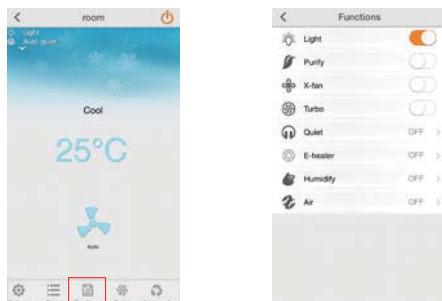 room
Light
Auto quiet
Cool
25°C
Auto
Functions
Light
Purify
X-fan
Turbo
Quiet OFF
E-heater OFF
Humidify OFF
Air OFF